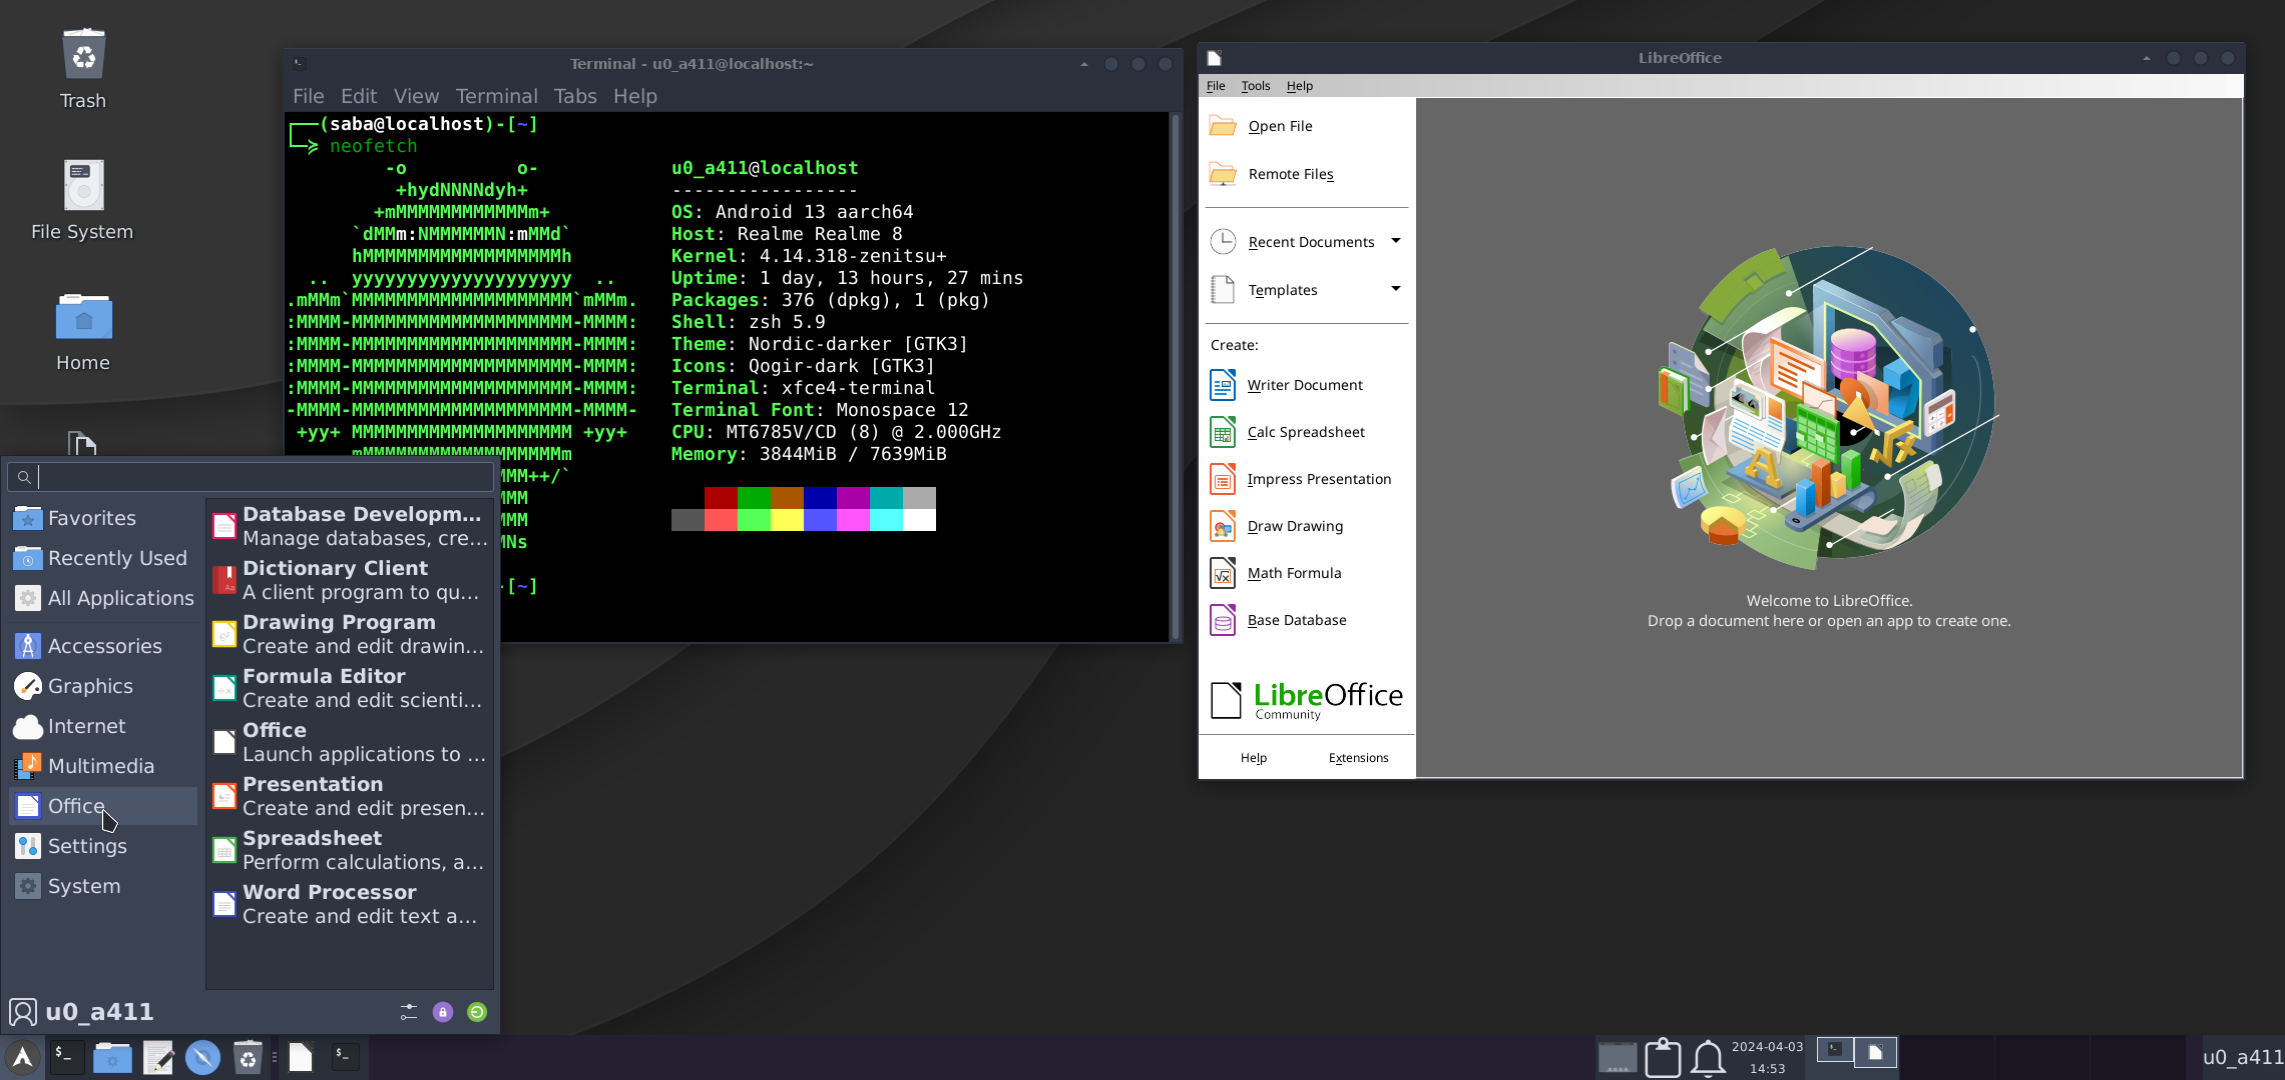 Trash
File System
Home
Terminal - u0_a411@localhost:~
File Edit View Terminal Tabs Help
┌──(saba@localhost)-[~]
└─⪼ neofetch
-o          o-
+hydNNNNdyh+
+mMMMMMMMMMMMMm+
`dMMm:NMMMMMMN:mMMd`
hMMMMMMMMMMMMMMMMMMh
..  yyyyyyyyyyyyyyyyyyyy  ..
.mMMm`MMMMMMMMMMMMMMMMMMMM`mMMm.
:MMMM-MMMMMMMMMMMMMMMMMMMM-MMMM:
:MMMM-MMMMMMMMMMMMMMMMMMMM-MMMM:
:MMMM-MMMMMMMMMMMMMMMMMMMM-MMMM:
:MMMM-MMMMMMMMMMMMMMMMMMMM-MMMM:
-MMMM-MMMMMMMMMMMMMMMMMMMM-MMMM-
+yy+ MMMMMMMMMMMMMMMMMMMM +yy+
mMMMMMMMMMMMMMMMMMMm
MMM++/`
MMM
MMM
MNs
-[~]
u0_a411@localhost
-----------------
OS: Android 13 aarch64
Host: Realme Realme 8
Kernel: 4.14.318-zenitsu+
Uptime: 1 day, 13 hours, 27 mins
Packages: 376 (dpkg), 1 (pkg)
Shell: zsh 5.9
Theme: Nordic-darker [GTK3]
Icons: Qogir-dark [GTK3]
Terminal: xfce4-terminal
Terminal Font: Monospace 12
CPU: MT6785V/CD (8) @ 2.000GHz
Memory: 3844MiB / 7639MiB
LibreOffice
File Tools Help
Open File
Remote Files
Recent Documents
Templates
Create:
Writer Document
Calc Spreadsheet
Impress Presentation
Draw Drawing
Math Formula
Base Database
LibreOffice
Community
Help Extensions
Welcome to LibreOffice.
Drop a document here or open an app to create one.
Favorites
Recently Used
All Applications
Accessories
Graphics
Internet
Multimedia
Office
Settings
System
Database Developm...
Manage databases, cre...
Dictionary Client
A client program to qu...
Drawing Program
Create and edit drawin...
Formula Editor
Create and edit scienti...
Office
Launch applications to ...
Presentation
Create and edit presen...
Spreadsheet
Perform calculations, a...
Word Processor
Create and edit text a...
u0_a411
2024-04-03
14:53
u0_a411